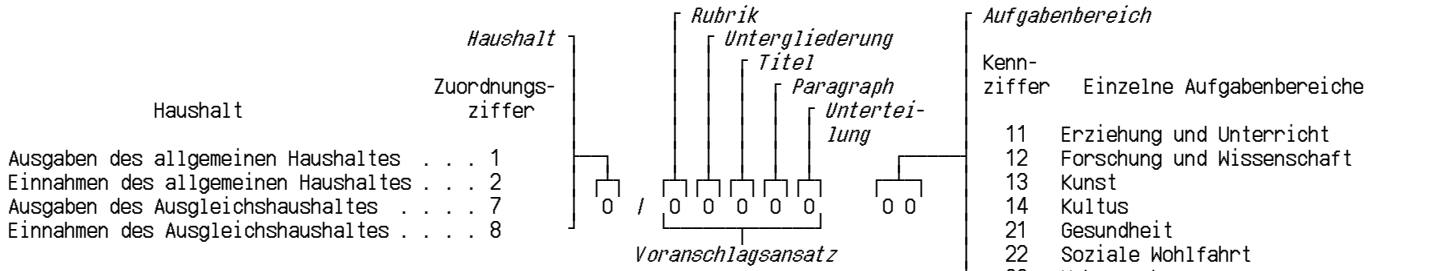 Rubrik
Aufgabenbereich
Haushalt
Untergliederung
Titel
Kenn-
Zuordnungs-
Paragraph
ziffer Einzelne Aufgabenbereiche
Haushalt ziffer
Untertei-
lung
11 Erziehung und Unterricht
Ausgaben des allgemeinen Haushaltes . . . 1
12 Forschung und Wissenschaft
Einnahmen des allgemeinen Haushaltes . . . 2
13 Kunst
Ausgaben des Ausgleichshaushaltes . . . . 7
0 / 0 0 0 0 0 0 0
14 Kultus
Einnahmen des Ausgleichshaushaltes . . . . 8
21 Gesundheit
Voranschlagsansatz
22 Soziale Wohlfahrt